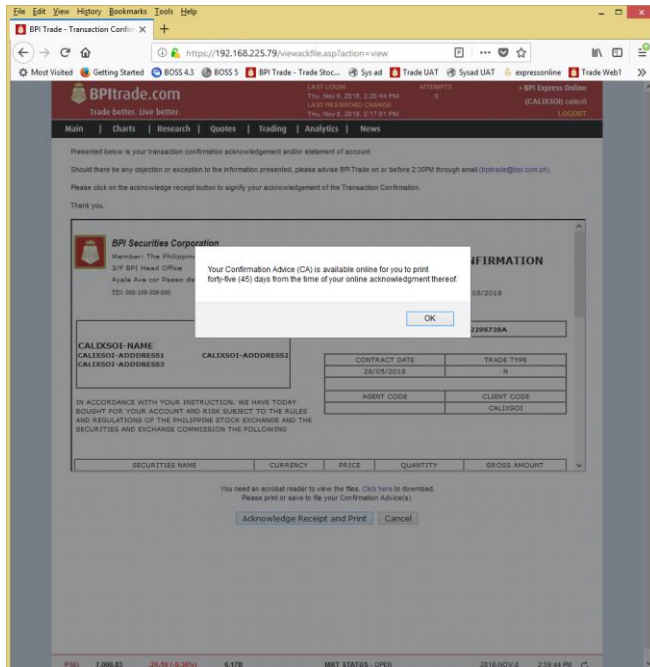 File Edit View History Bookmarks Tools Help
BPI Trade - Transaction Confirm
https://192.168.225.79/viewackfile.asp?action=view
Most Visited Getting Started BOSS 4.3 BOSS 5 BPI Trade - Trade Stoc... Sys ad Trade UAT Sysad UAT expressonline Trade Web1
BPItrade.com
Trade better. Live better.
LAST LOGIN
Thu, Nov 8, 2018, 2:20:44 PM
LAST PASSWORD CHANGE
Thu, Nov 8, 2018, 2:17:01 PM
ATTEMPTS
0
BPI Express Online
(CALIXSOI)
LOGOUT
Main | Charts | Research | Quotes | Trading | Analytics | News
Presented below is your transaction confirmation acknowledgement and/or statement of account.
Should there be any objection or exception to the information presented, please advise BPI Trade on or before 2:30PM through email (bpitrade@bpi.com.ph).
Please click on the acknowledge receipt button to signify your acknowledgement of the Transaction Confirmation.
Thank you.
BPI Securities Corporation
Member: The Philippin
3/F BPI Head Office
Ayala Ave cor Paseo de
NFIRMATION
05/2018
Your Confirmation Advice (CA) is available online for you to print
forty-five (45) days from the time of your online acknowledgment thereof.
OK
2299738A
CALIXSOI-NAME
CALIXSOI-ADDDRESS1 CALIXSOI-ADDDRESS2
CALIXSOI-ADDDRESS3
CONTRACT DATE TRADE TYPE
28/05/2018 N
AGENT CODE CLIENT CODE
CALIXSOI
IN ACCORDANCE WITH YOUR INSTRUCTION. WE HAVE TODAY
BOUGHT FOR YOUR ACCOUNT AND RISK SUBJECT TO THE RULES
AND REGULATIONS OF THE PHILIPPINE STOCK EXCHANGE AND THE
SECURITIES AND EXCHANGE COMMISSION THE FOLLOWING
SECURITIES NAME CURRENCY PRICE QUANTITY GROSS AMOUNT
You need an acrobat reader to view the files. Click here to download.
Please print or save to file your Confirmation Advice(s).
Acknowledge Receipt and Print Cancel
PSEi 7,008.83 -25.10 (-0.36%) 6.17B MKT STATUS - OPEN 2018-NOV-8 2:59:44 PM